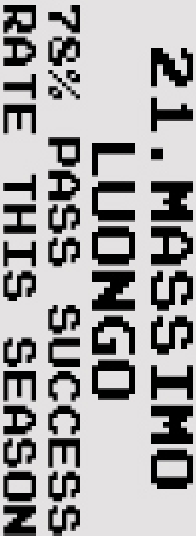 21.MASSIMO
LUONGO
78% PASS SUCCESS
RATE THIS SEASON